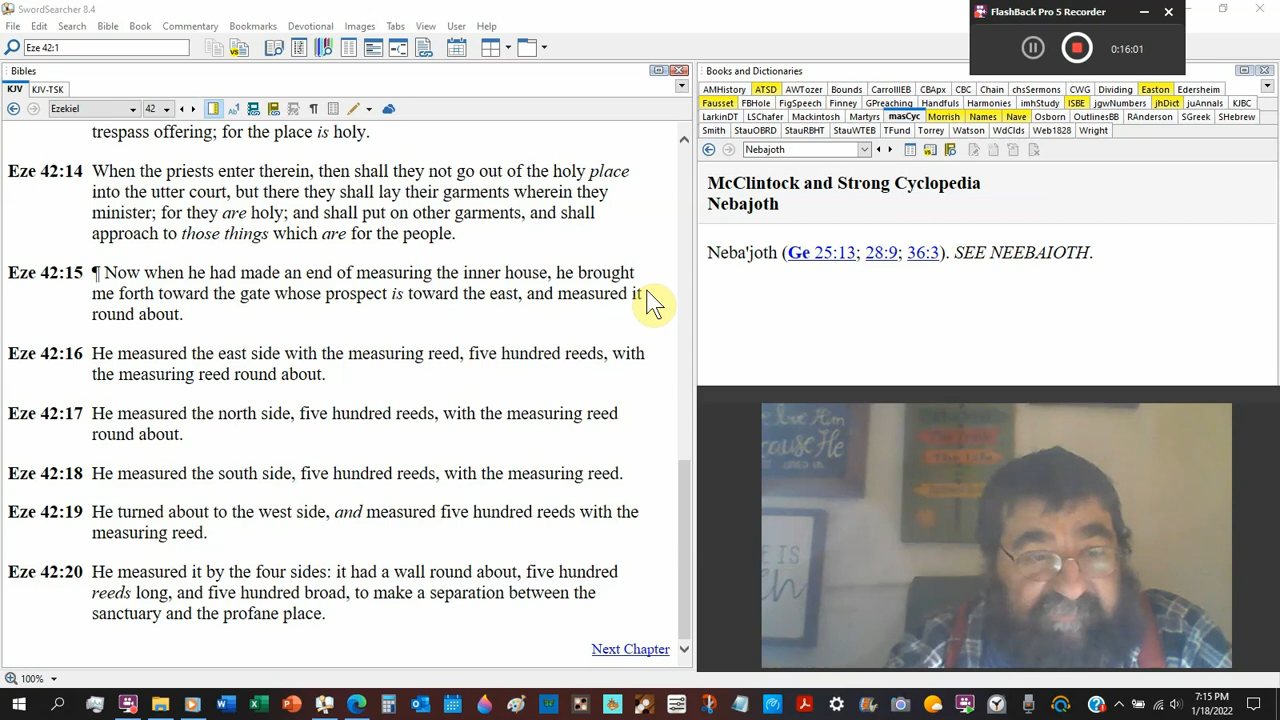 SwordSearcher 8.4
File Edit Search Bible Book Commentary Bookmarks Devotional Images Tabs View User Help
Eze 42:1
FlashBack Pro 5 Recorder
0:16:01
Bibles
KJV KJV-TSK
Ezekiel 42
trespass offering; for the place is holy.
Eze 42:14 When the priests enter therein, then shall they not go out of the holy place
into the utter court, but there they shall lay their garments wherein they
minister; for they are holy; and shall put on other garments, and shall
approach to those things which are for the people.
Eze 42:15 ¶ Now when he had made an end of measuring the inner house, he brought
me forth toward the gate whose prospect is toward the east, and measured it
round about.
Eze 42:16 He measured the east side with the measuring reed, five hundred reeds, with
the measuring reed round about.
Eze 42:17 He measured the north side, five hundred reeds, with the measuring reed
round about.
Eze 42:18 He measured the south side, five hundred reeds, with the measuring reed.
Eze 42:19 He turned about to the west side, and measured five hundred reeds with the
measuring reed.
Eze 42:20 He measured it by the four sides: it had a wall round about, five hundred
reeds long, and five hundred broad, to make a separation between the
sanctuary and the profane place.
Next Chapter
100%
Books and Dictionaries
AMHistory ATSD AWTozer Bounds CarrollIEB CBApx CBC Chain chsSermons CWG Dividing Easton Edersheim
Fausset FBHole FigSpeech Finney GPreaching Handfuls Harmonies imhStudy ISBE jgwNumbers jhDict juAnnals KJBC
LarkinDT LSChafer Mackintosh Martyrs masCyc Morrish Names Nave Osborn OutlinesBB RAnderson SGreek SHebrew
Smith StauOBRD StauRBHT StauWTEB TFund Torrey Watson WdClds Web1828 Wright
Nebajoth
McClintock and Strong Cyclopedia
Nebajoth
Neba'joth (Ge 25:13; 28:9; 36:3). SEE NEEBAIOTH.
7:15 PM
1/18/2022